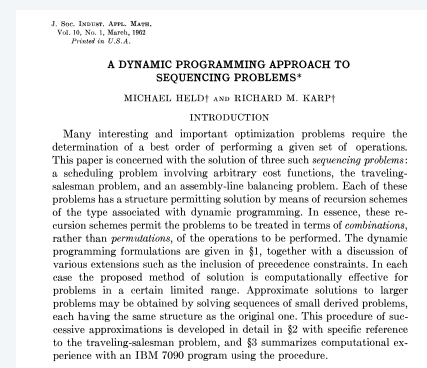 J. Soc. Indust. Appl. Math.
Vol. 10, No. 1, March, 1962
Printed in U.S.A.
A DYNAMIC PROGRAMMING APPROACH TO
SEQUENCING PROBLEMS*
MICHAEL HELD† AND RICHARD M. KARP†
INTRODUCTION
Many interesting and important optimization problems require the
determination of a best order of performing a given set of operations.
This paper is concerned with the solution of three such sequencing problems:
a scheduling problem involving arbitrary cost functions, the traveling-
salesman problem, and an assembly-line balancing problem. Each of these
problems has a structure permitting solution by means of recursion schemes
of the type associated with dynamic programming. In essence, these re-
cursion schemes permit the problems to be treated in terms of combinations,
rather than permutations, of the operations to be performed. The dynamic
programming formulations are given in §1, together with a discussion of
various extensions such as the inclusion of precedence constraints. In each
case the proposed method of solution is computationally effective for
problems in a certain limited range. Approximate solutions to larger
problems may be obtained by solving sequences of small derived problems,
each having the same structure as the original one. This procedure of suc-
cessive approximations is developed in detail in §2 with specific reference
to the traveling-salesman problem, and §3 summarizes computational ex-
perience with an IBM 7090 program using the procedure.